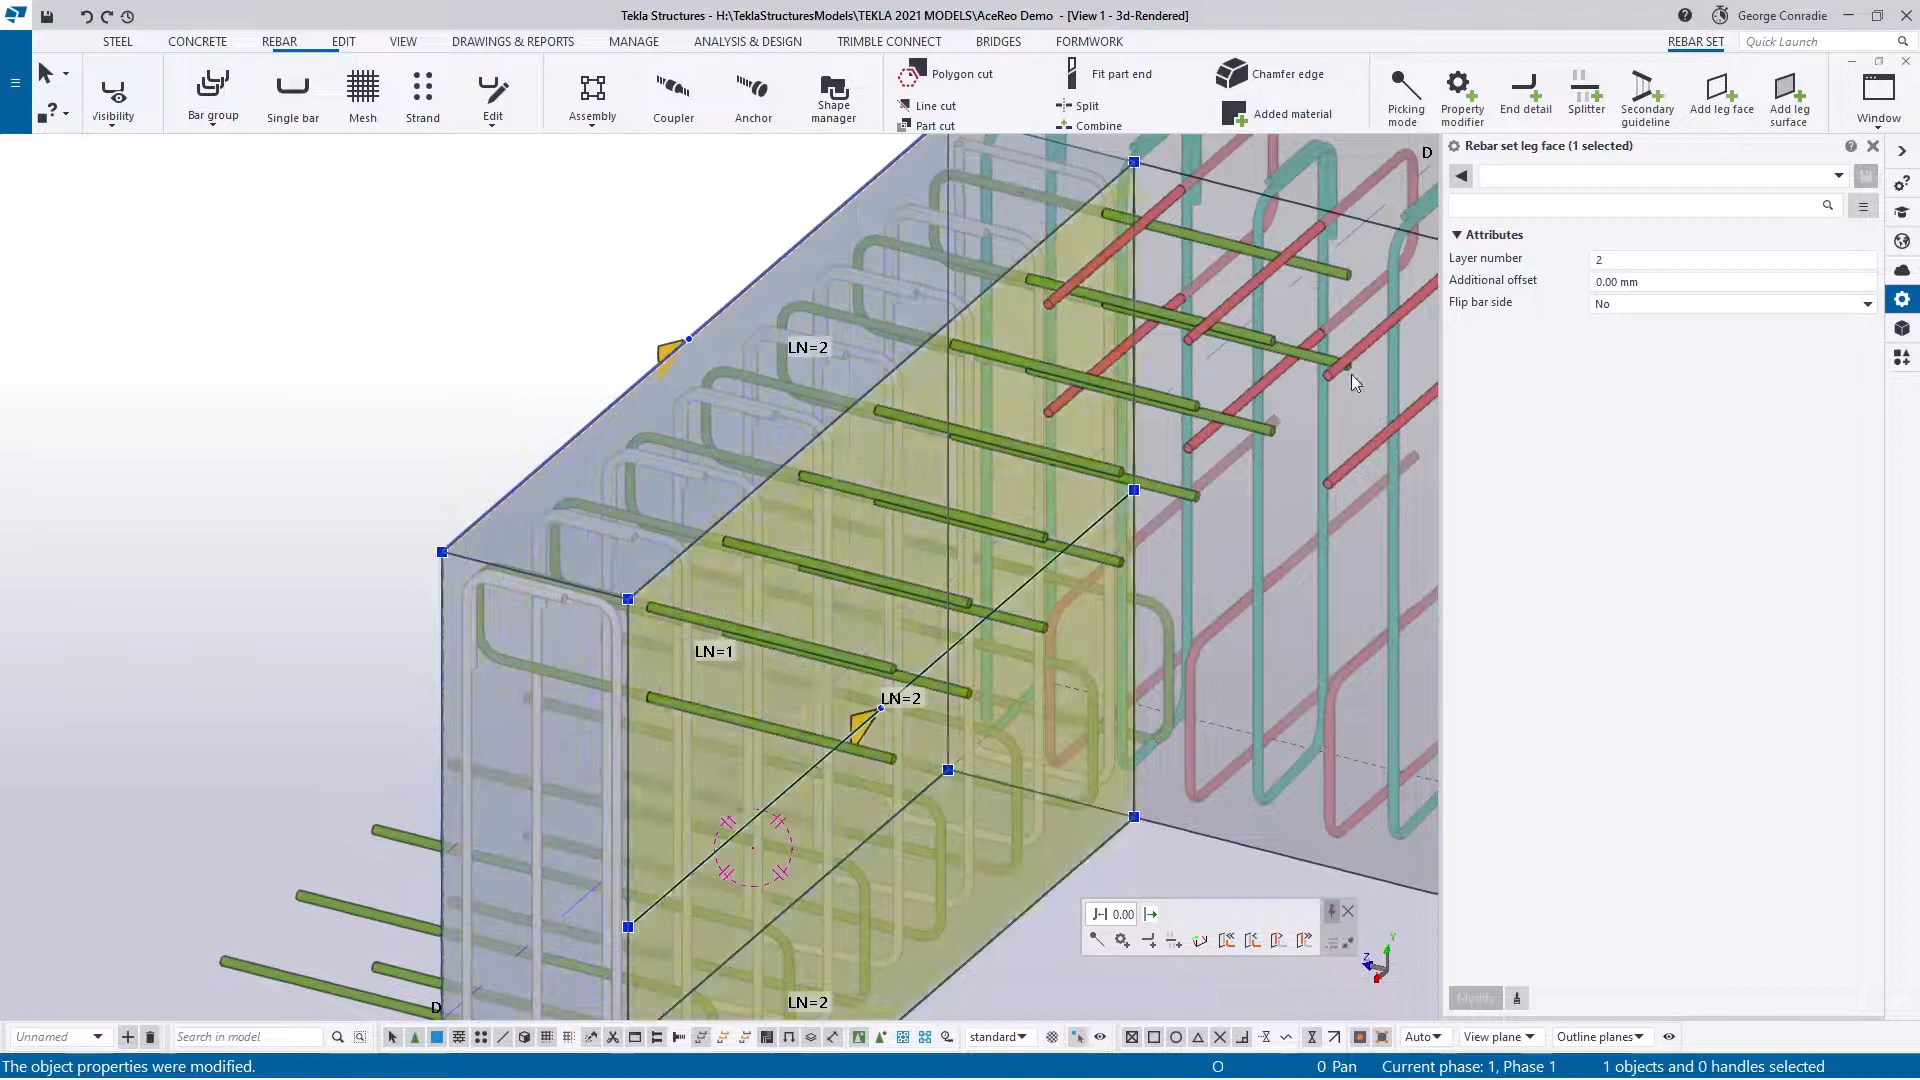 Tekla Structures - H:\TeklaStructuresModels\TEKLA 2021 MODELS\AceReo Demo - [View 1 - 3d-Rendered]
George Conradie
STEEL CONCRETE REBAR EDIT VIEW DRAWINGS & REPORTS MANAGE ANALYSIS & DESIGN TRIMBLE CONNECT BRIDGES FORMWORK REBAR SET Quick Launch
Visibility
Bar group
Single bar
Mesh
Strand
Edit
Assembly
Coupler
Anchor
Shape manager
Polygon cut
Line cut
Part cut
Fit part end
Split
Combine
Chamfer edge
Added material
Picking mode
Property modifier
End detail
Splitter
Secondary guideline
Add leg face
Add leg surface
Window
D
Rebar set leg face (1 selected)
Attributes
Layer number 2
Additional offset 0.00 mm
Flip bar side No
LN=2
LN=1
LN=2
0.00
Y
Z
D
LN=2
Modify
Unnamed Search in model standard Auto View plane Outline planes
The object properties were modified. O 0 Pan Current phase: 1, Phase 1 1 objects and 0 handles selected